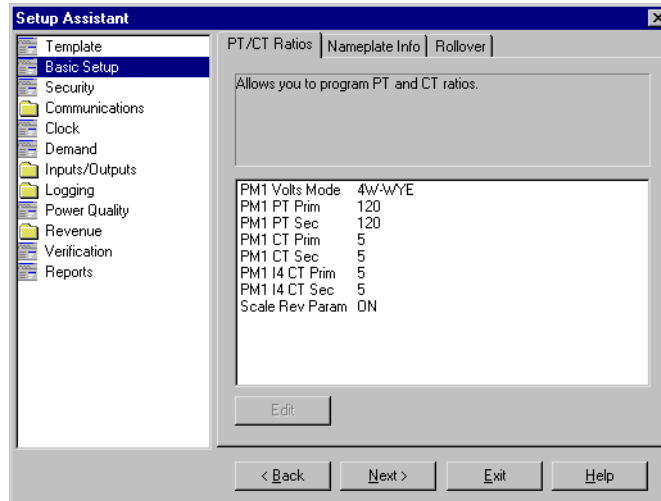 Setup Assistant
Template
Basic Setup
Security
Communications
Clock
Demand
Inputs/Outputs
Logging
Power Quality
Revenue
Verification
Reports
PT/CT Ratios Nameplate Info Rollover
Allows you to program PT and CT ratios.
PM1 Volts Mode 4W-WYE
PM1 PT Prim 120
PM1 PT Sec 120
PM1 CT Prim 5
PM1 CT Sec 5
PM1 I4 CT Prim 5
PM1 I4 CT Sec 5
Scale Rev Param ON
Edit
< Back Next > Exit Help